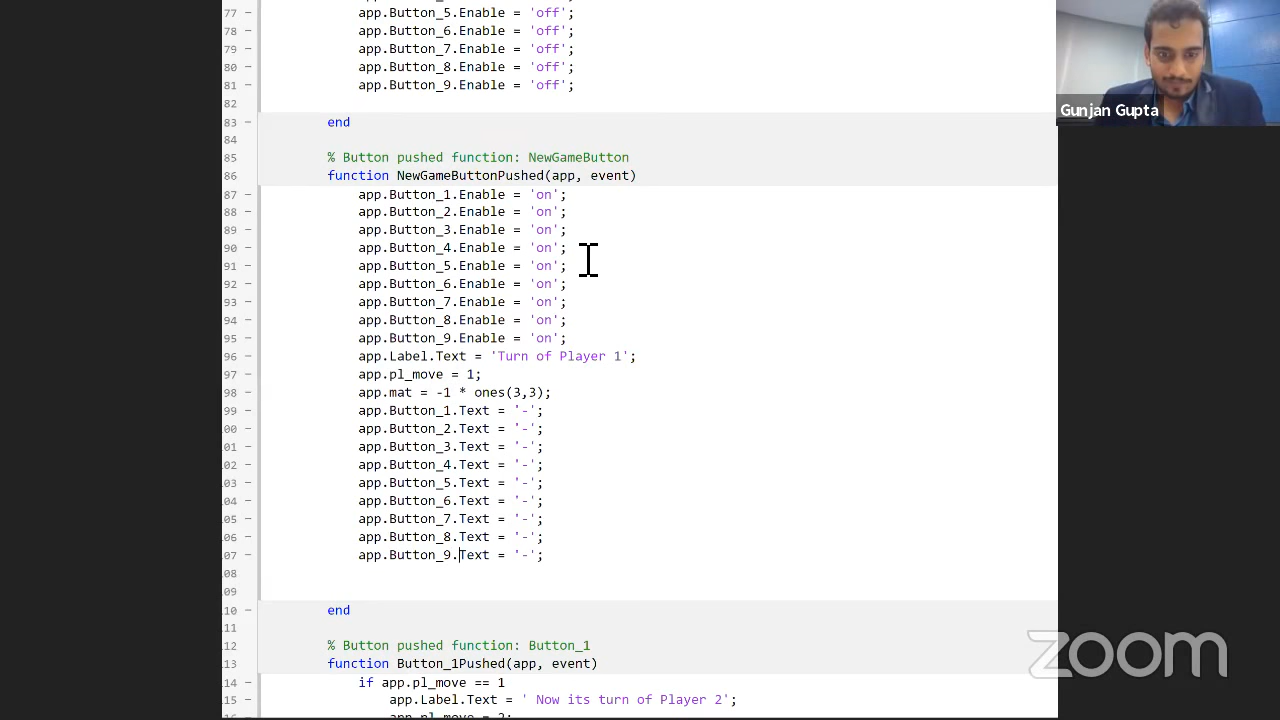 77 - app.Button_5.Enable = 'off';
78 - app.Button_6.Enable = 'off';
79 - app.Button_7.Enable = 'off';
80 - app.Button_8.Enable = 'off';
81 - app.Button_9.Enable = 'off';
82
83 - end
84
85 % Button pushed function: NewGameButton
86 - function NewGameButtonPushed(app, event)
87 - app.Button_1.Enable = 'on';
88 - app.Button_2.Enable = 'on';
89 - app.Button_3.Enable = 'on';
90 - app.Button_4.Enable = 'on';
91 - app.Button_5.Enable = 'on';
92 - app.Button_6.Enable = 'on';
93 - app.Button_7.Enable = 'on';
94 - app.Button_8.Enable = 'on';
95 - app.Button_9.Enable = 'on';
96 - app.Label.Text = 'Turn of Player 1';
97 - app.pl_move = 1;
98 - app.mat = -1 * ones(3,3);
99 - app.Button_1.Text = '-';
00 - app.Button_2.Text = '-';
01 - app.Button_3.Text = '-';
02 - app.Button_4.Text = '-';
03 - app.Button_5.Text = '-';
04 - app.Button_6.Text = '-';
05 - app.Button_7.Text = '-';
06 - app.Button_8.Text = '-';
07 - app.Button_9.Text = '-';
08
09
10 - end
11
12 % Button pushed function: Button_1
13 - function Button_1Pushed(app, event)
14 - if app.pl_move == 1
15 - app.Label.Text = ' Now its turn of Player 2';
16 - app.pl_move = 2;
Gunjan Gupta
zoom